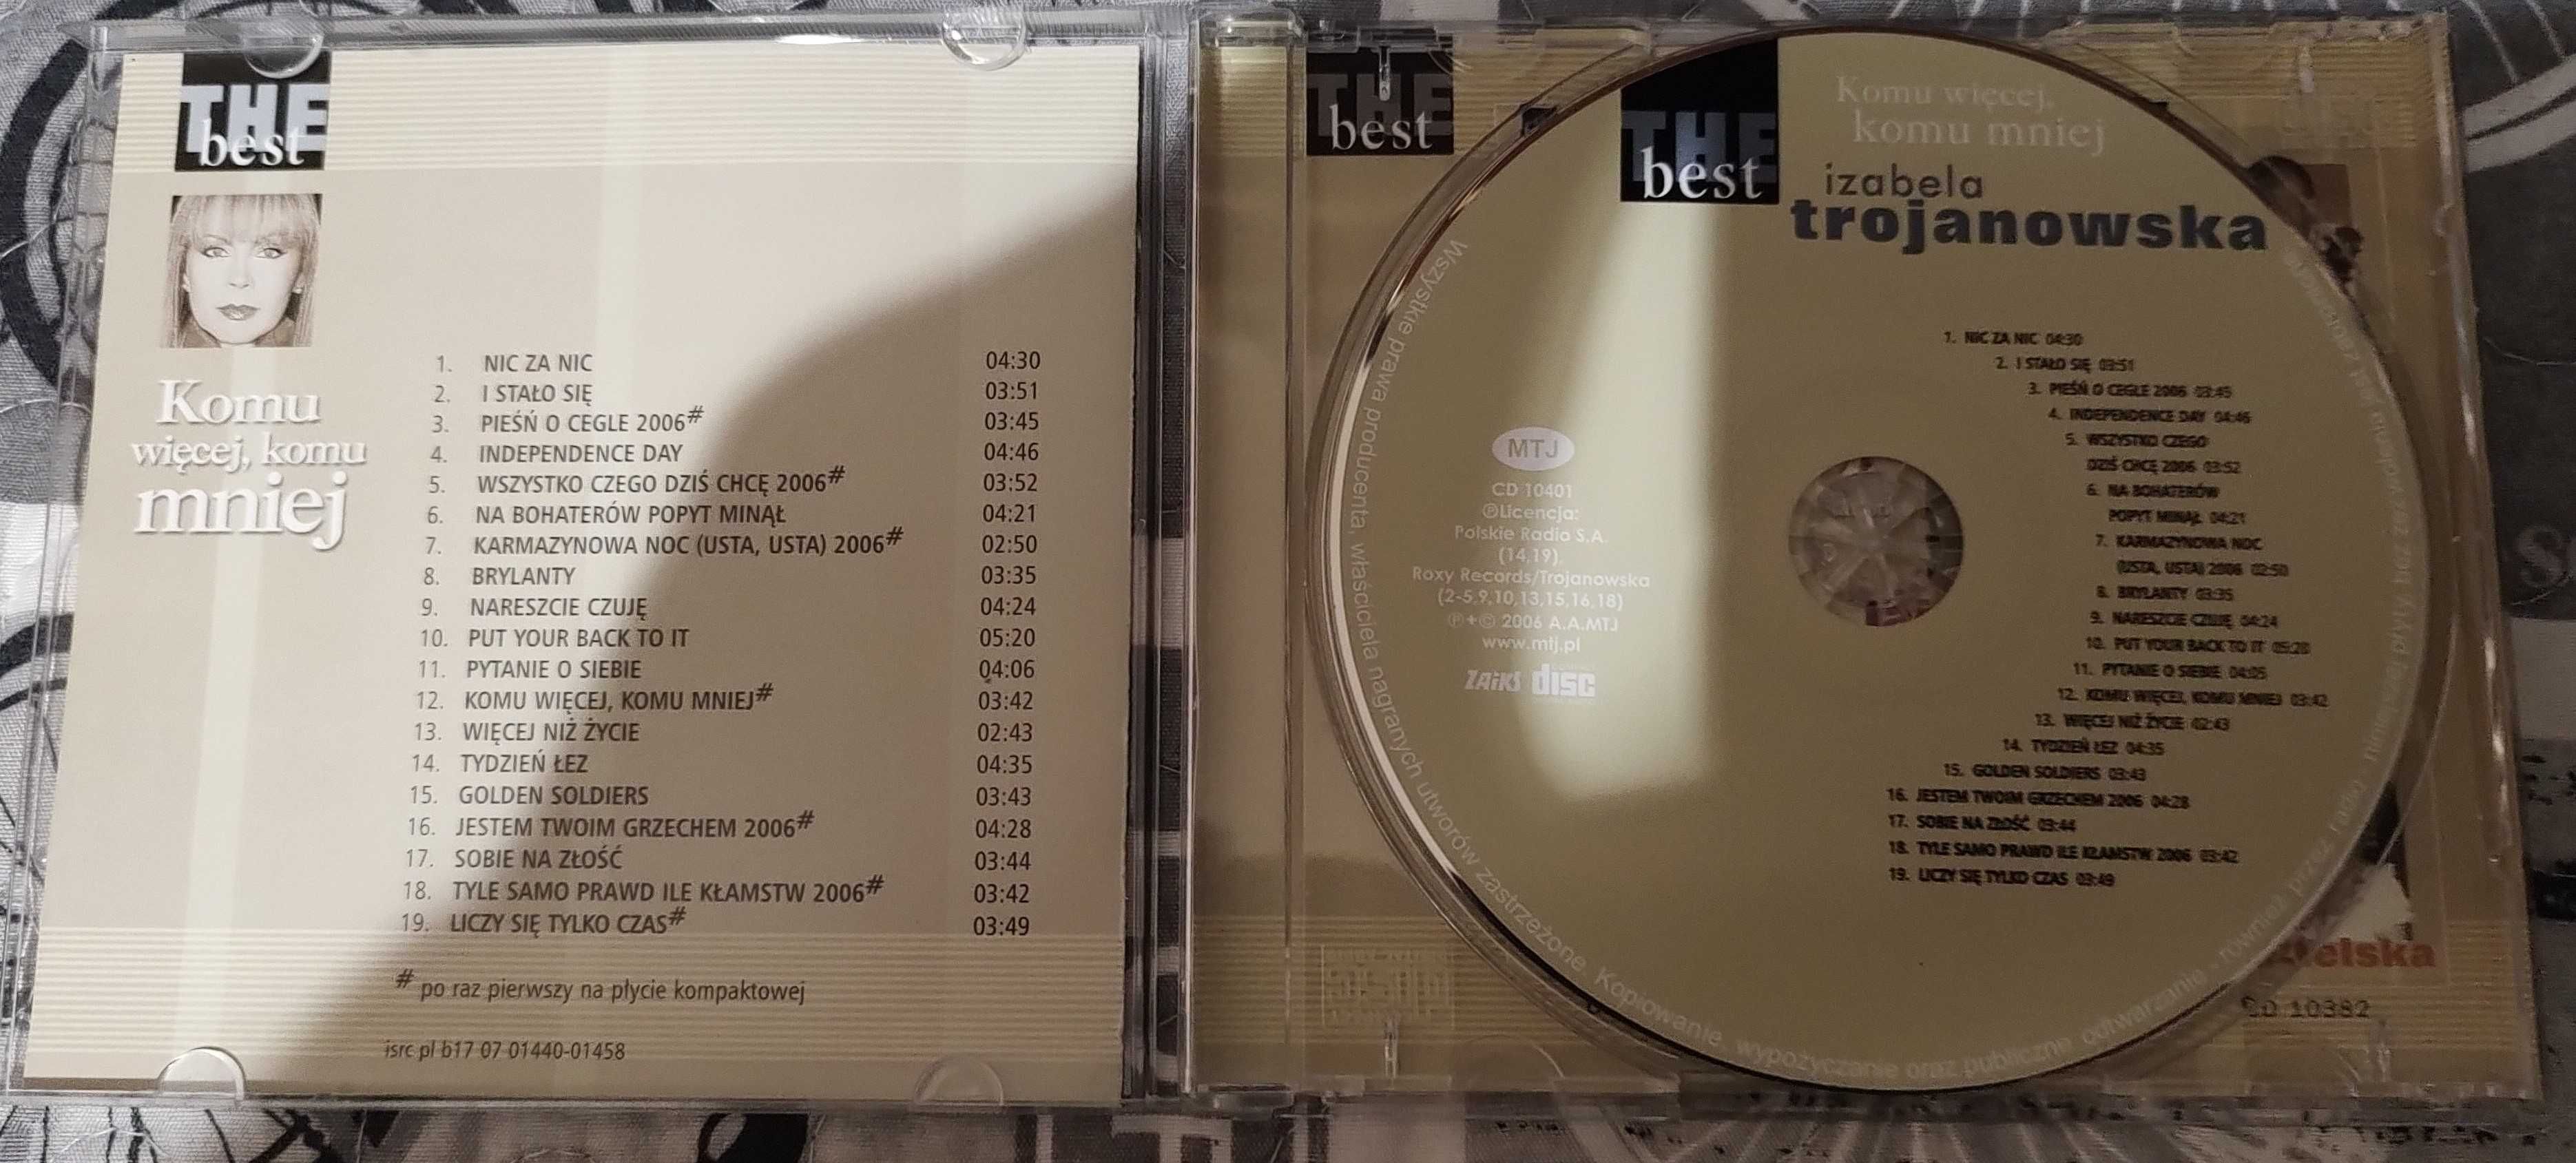 THE
best
Komu
więcej, komu
mniej
1. NIC ZA NIC 04:30
2. I STAŁO SIĘ 03:51
3. PIEŚŃ O CEGLE 2006# 03:45
4. INDEPENDENCE DAY 04:46
5. WSZYSTKO CZEGO DZIŚ CHCĘ 2006# 03:52
6. NA BOHATERÓW POPYT MINĄŁ 04:21
7. KARMAZYNOWA NOC (USTA, USTA) 2006# 02:50
8. BRYLANTY 03:35
9. NARESZCIE CZUJĘ 04:24
10. PUT YOUR BACK TO IT 05:20
11. PYTANIE O SIEBIE 04:06
12. KOMU WIĘCEJ, KOMU MNIEJ# 03:42
13. WIĘCEJ NIŻ ŻYCIE 02:43
14. TYDZIEŃ ŁEZ 04:35
15. GOLDEN SOLDIERS 03:43
16. JESTEM TWOIM GRZECHEM 2006# 04:28
17. SOBIE NA ZŁOŚĆ 03:44
18. TYLE SAMO PRAWD ILE KŁAMSTW 2006# 03:42
19. LICZY SIĘ TYLKO CZAS# 03:49
# po raz pierwszy na płycie kompaktowej
isrc pl b17 07 01440-01458
THE
best
THE
best
Komu więcej,
komu mniej
izabela
trojanowska
1. NIC ZA NIC 04:30
2. I STAŁO SIĘ 03:51
3. PIEŚŃ O CEGLE 2006 03:45
4. INDEPENDENCE DAY 04:46
5. WSZYSTKO CZEGO
DZIŚ CHCĘ 2006 03:52
6. NA BOHATERÓW
POPYT MINĄŁ 04:21
7. KARMAZYNOWA NOC
(USTA, USTA) 2006 02:50
8. BRYLANTY 03:35
9. NARESZCIE CZUJĘ 04:24
10. PUT YOUR BACK TO IT 05:20
11. PYTANIE O SIEBIE 04:05
12. KOMU WIĘCEJ, KOMU MNIEJ 03:42
13. WIĘCEJ NIŻ ŻYCIE 02:43
14. TYDZIEŃ ŁEZ 04:35
15. GOLDEN SOLDIERS 03:43
16. JESTEM TWOIM GRZECHEM 2006 04:28
17. SOBIE NA ZŁOŚĆ 03:44
18. TYLE SAMO PRAWD ILE KŁAMSTW 2006 03:42
19. LICZY SIĘ TYLKO CZAS 03:49
MTJ
CD 10401
℗Licencja:
Polskie Radio S.A.
(14,19),
Roxy Records/Trojanowska
(2-5,9,10,13,15,16,18)
℗+© 2006 A.A.MTJ
www.mtj.pl
ZAiKS disc
Wszystkie prawa producenta, właściciela nagranych utworów zastrzeżone. Kopiowanie, wypożyczanie oraz publiczne odtwarzanie - również przez radio
zielska
CD 10382